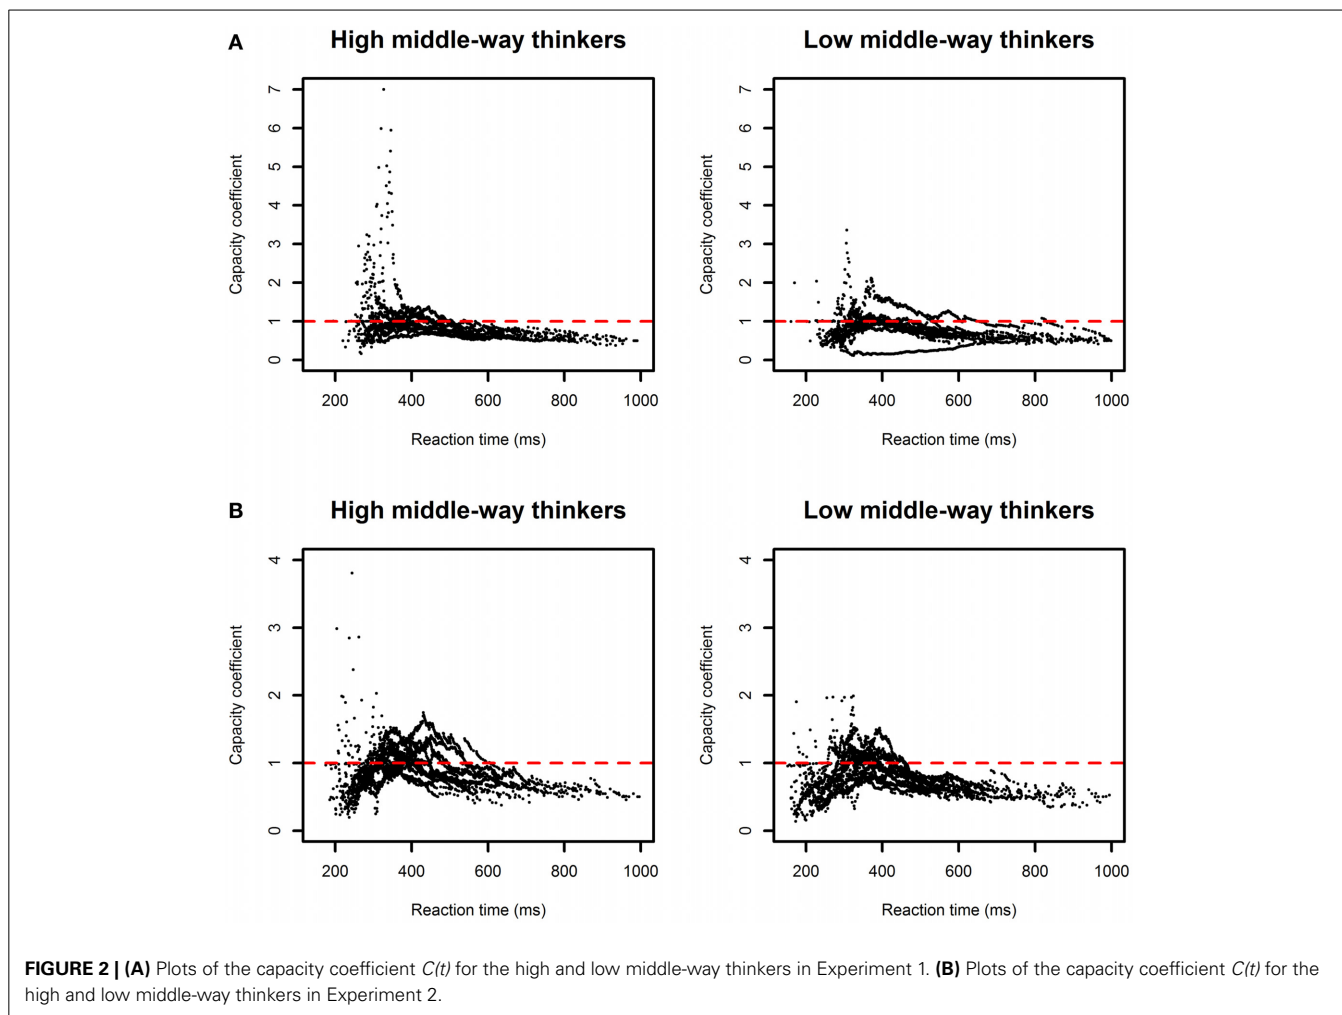 A
High middle-way thinkers
Low middle-way thinkers
Capacity coefficient
0 1 2 3 4 5 6 7
200 400 600 800 1000
Reaction time (ms)
Capacity coefficient
0 1 2 3 4 5 6 7
200 400 600 800 1000
Reaction time (ms)
B
High middle-way thinkers
Low middle-way thinkers
Capacity coefficient
0 1 2 3 4
200 400 600 800 1000
Reaction time (ms)
Capacity coefficient
0 1 2 3 4
200 400 600 800 1000
Reaction time (ms)
FIGURE 2 | (A) Plots of the capacity coefficient C(t) for the high and low middle-way thinkers in Experiment 1. (B) Plots of the capacity coefficient C(t) for the
high and low middle-way thinkers in Experiment 2.